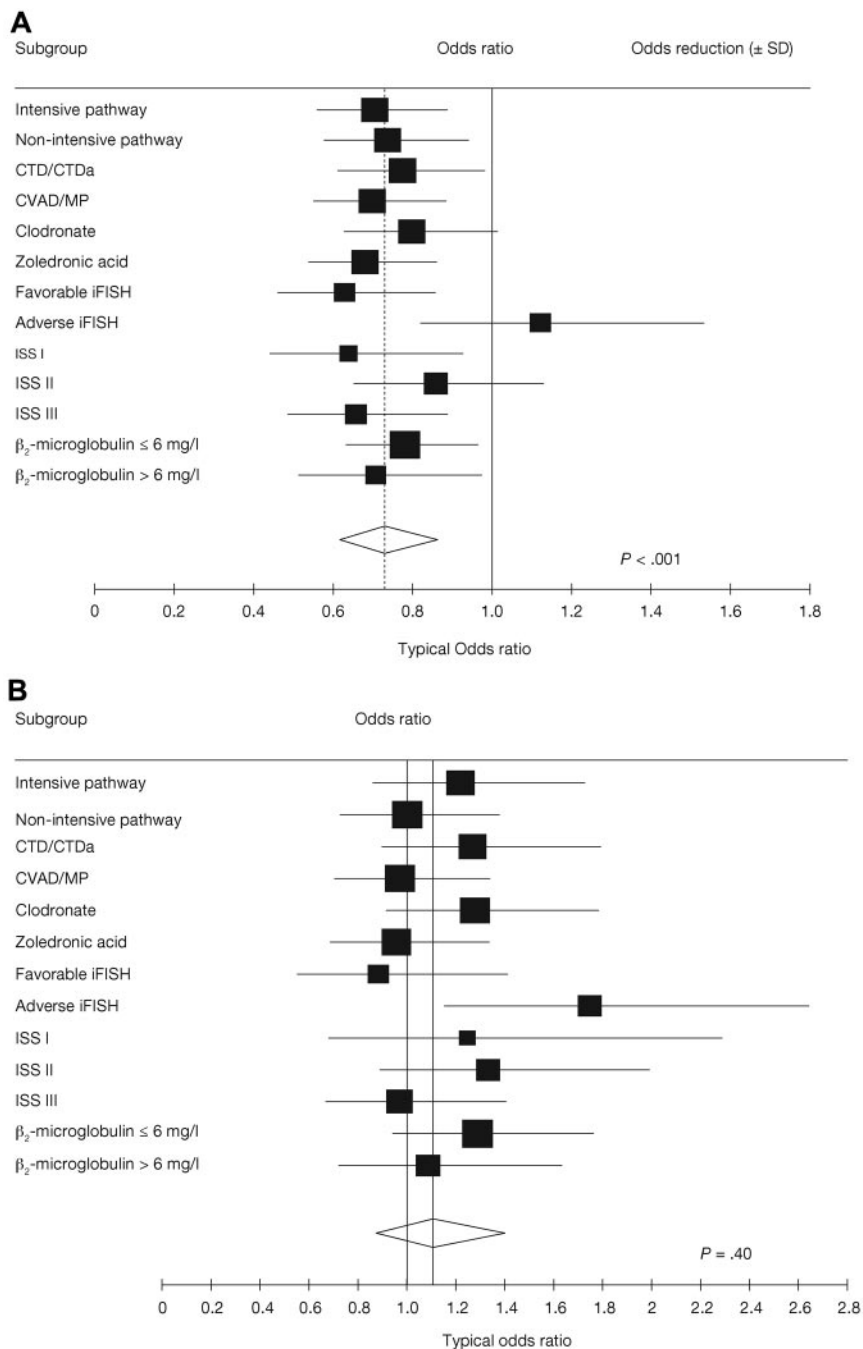 A
Subgroup Odds ratio Odds reduction (± SD)
Intensive pathway
Non-intensive pathway
CTD/CTDa
CVAD/MP
Clodronate
Zoledronic acid
Favorable iFISH
Adverse iFISH
ISS I
ISS II
ISS III
β₂-microglobulin ≤ 6 mg/l
β₂-microglobulin > 6 mg/l
P < .001
0 0.2 0.4 0.6 0.8 1.0 1.2 1.4 1.6 1.8
Typical Odds ratio
B
Subgroup Odds ratio
Intensive pathway
Non-intensive pathway
CTD/CTDa
CVAD/MP
Clodronate
Zoledronic acid
Favorable iFISH
Adverse iFISH
ISS I
ISS II
ISS III
β₂-microglobulin ≤ 6 mg/l
β₂-microglobulin > 6 mg/l
P = .40
0 0.2 0.4 0.6 0.8 1.0 1.2 1.4 1.6 1.8 2 2.2 2.4 2.6 2.8
Typical odds ratio